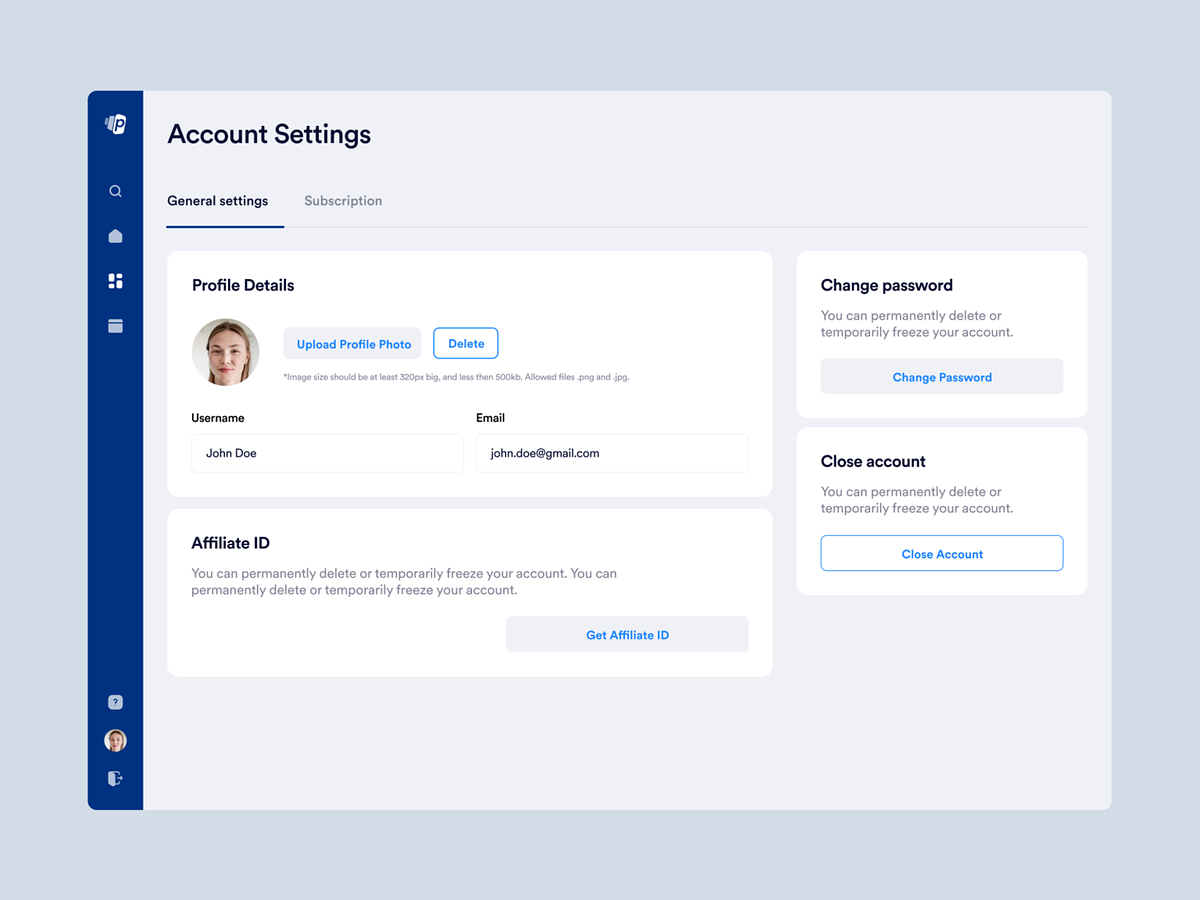 p
Account Settings
General settings
Subscription
Profile Details
Upload Profile Photo
Delete
*Image size should be at least 320px big, and less then 500kb. Allowed files .png and .jpg.
Username
Email
John Doe
john.doe@gmail.com
Affiliate ID
You can permanently delete or temporarily freeze your account. You can
permanently delete or temporarily freeze your account.
Get Affiliate ID
Change password
You can permanently delete or
temporarily freeze your account.
Change Password
Close account
You can permanently delete or
temporarily freeze your account.
Close Account
?